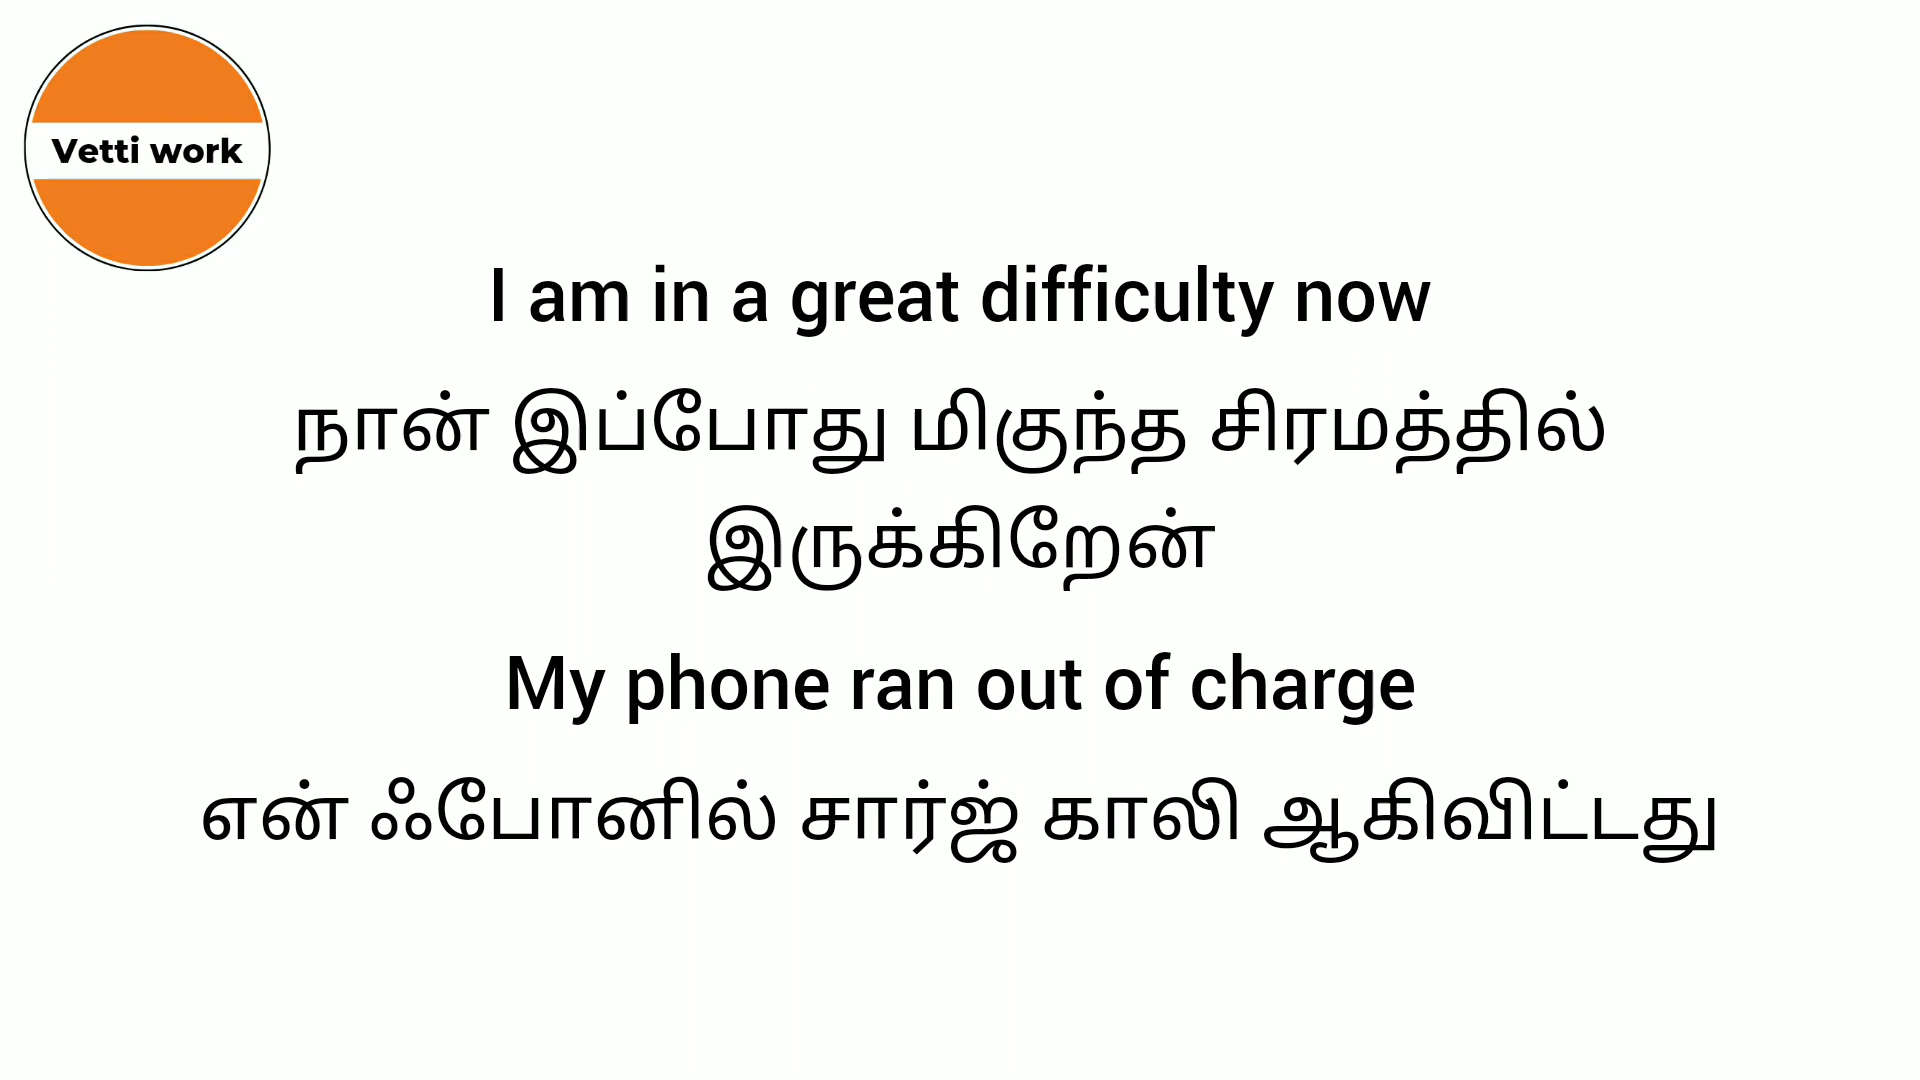 Vetti work
I am in a great difficulty now
நான் இப்போது மிகுந்த சிரமத்தில்
இருக்கிறேன்
My phone ran out of charge
என் ஃபோனில் சார்ஜ் காலி ஆகிவிட்டது